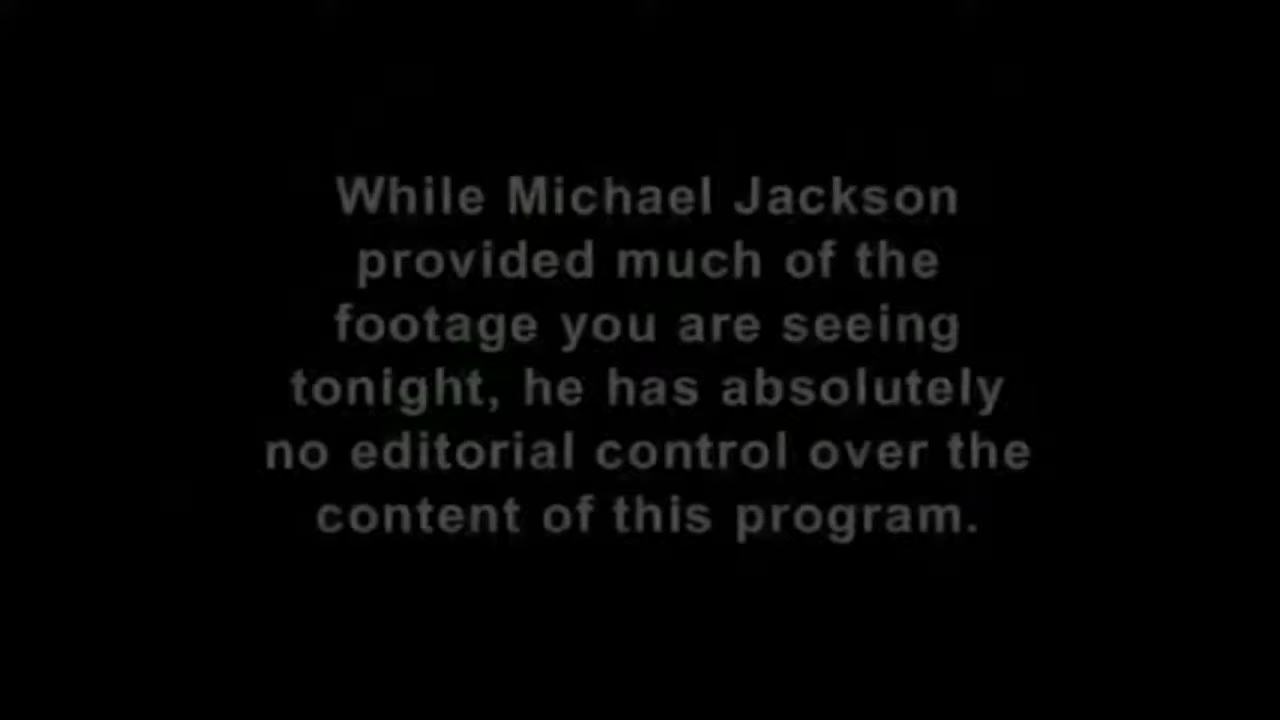 While Michael Jackson
provided much of the
footage you are seeing
tonight, he has absolutely
no editorial control over the
content of this program.